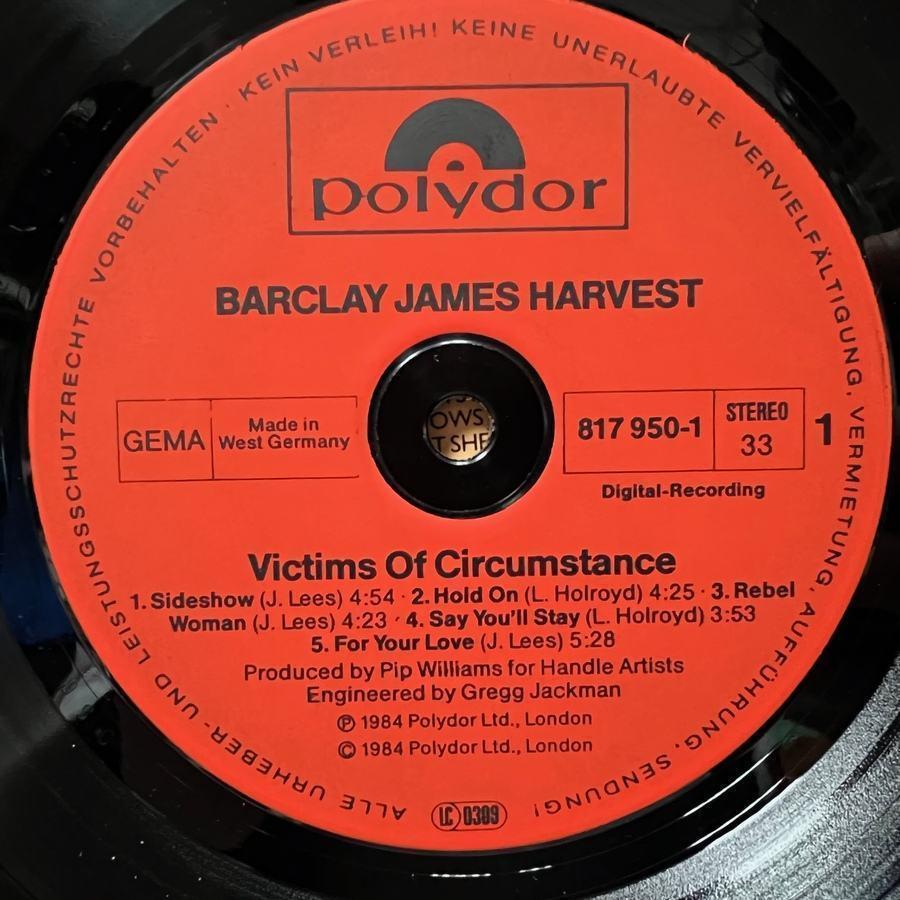 ALLE URHEBER- UND LEISTUNGSSCHUTZRECHTE VORBEHALTEN · KEIN VERLEIH! KEINE UNERLAUBTE VERVIELFÄLTIGUNG, VERMIETUNG, AUFFÜHRUNG, SENDUNG!
polydor
BARCLAY JAMES HARVEST
GEMA
Made in
West Germany
OWS
T SHE
817 950-1
STEREO
33
1
Digital-Recording
Victims Of Circumstance
1. Sideshow (J. Lees) 4:54 · 2. Hold On (L. Holroyd) 4:25 · 3. Rebel
Woman (J. Lees) 4:23 · 4. Say You'll Stay (L. Holroyd) 3:53
5. For Your Love (J. Lees) 5:28
Produced by Pip Williams for Handle Artists
Engineered by Gregg Jackman
℗ 1984 Polydor Ltd., London
© 1984 Polydor Ltd., London
LC 0309